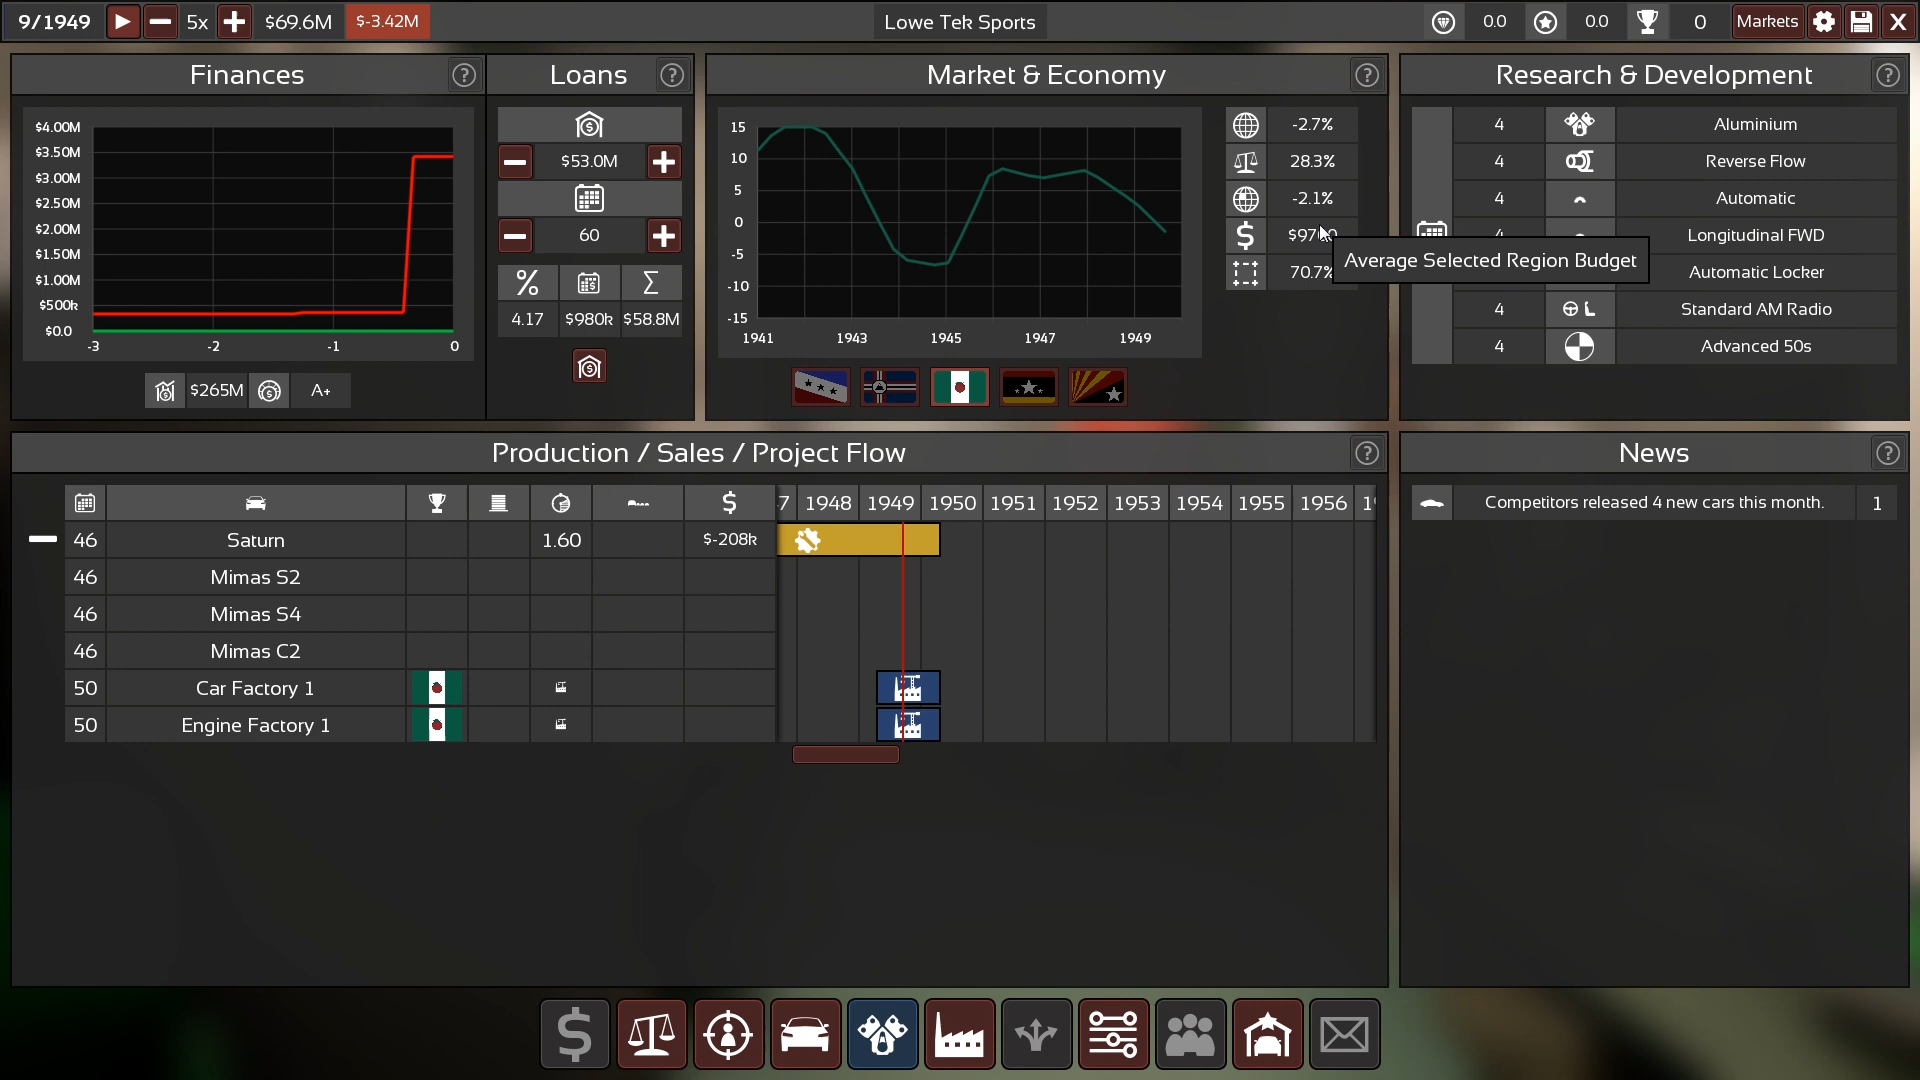 9/1949 5x $69.6M $-3.42M Lowe Tek Sports 0.0 0.0 0 Markets X
Finances ?
$4.00M
$3.50M
$3.00M
$2.50M
$2.00M
$1.50M
$1.00M
$500k
$0.0
-3 -2 -1 0
$265M A+
Loans ?
$53.0M
60
% Σ
4.17 $980k $58.8M
Market & Economy ?
15
10
5
0
-5
-10
-15
1941 1943 1945 1947 1949
-2.7%
28.3%
-2.1%
$
70.7%
Average Selected Region Budget
Research & Development ?
4 Aluminium
4 Reverse Flow
4 Automatic
4 Longitudinal FWD
Automatic Locker
4 Standard AM Radio
4 Advanced 50s
Production / Sales / Project Flow ?
$ 7 1948 1949 1950 1951 1952 1953 1954 1955 1956
46 Saturn 1.60 $-208k
46 Mimas S2
46 Mimas S4
46 Mimas C2
50 Car Factory 1
50 Engine Factory 1
News ?
Competitors released 4 new cars this month. 1
$